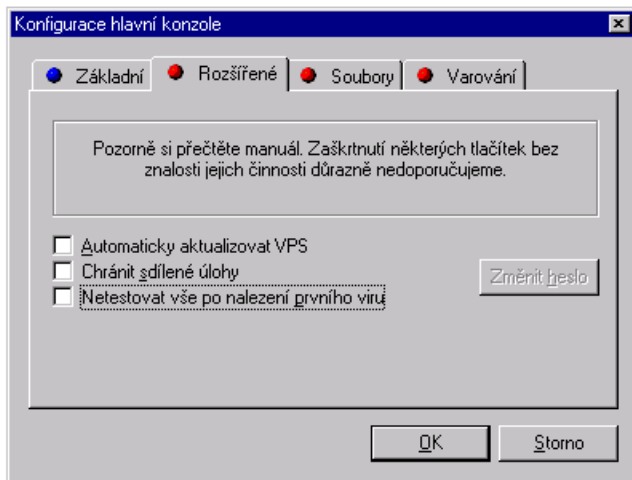 Konfigurace hlavní konzole
Základní
Rozšířené
Soubory
Varování
Pozorně si přečtěte manuál. Zaškrtnutí některých tlačítek bez
znalosti jejich činnosti důrazně nedoporučujeme.
Automaticky aktualizovat VPS
Chránit sdílené úlohy
Změnit heslo
Netestovat vše po nalezení prvního viru
OK
Storno